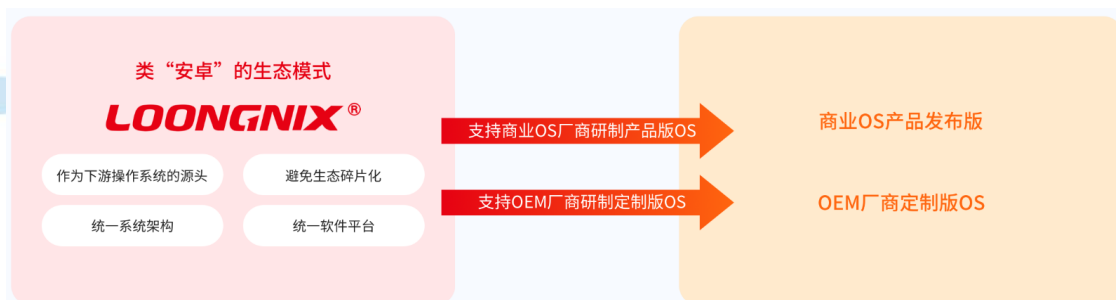 类“安卓”的生态模式
LOONGNIX®
作为下游操作系统的源头
避免生态碎片化
统一系统架构
统一软件平台
支持商业OS厂商研制产品版OS
支持OEM厂商研制定制版OS
商业OS产品发布版
OEM厂商定制版OS